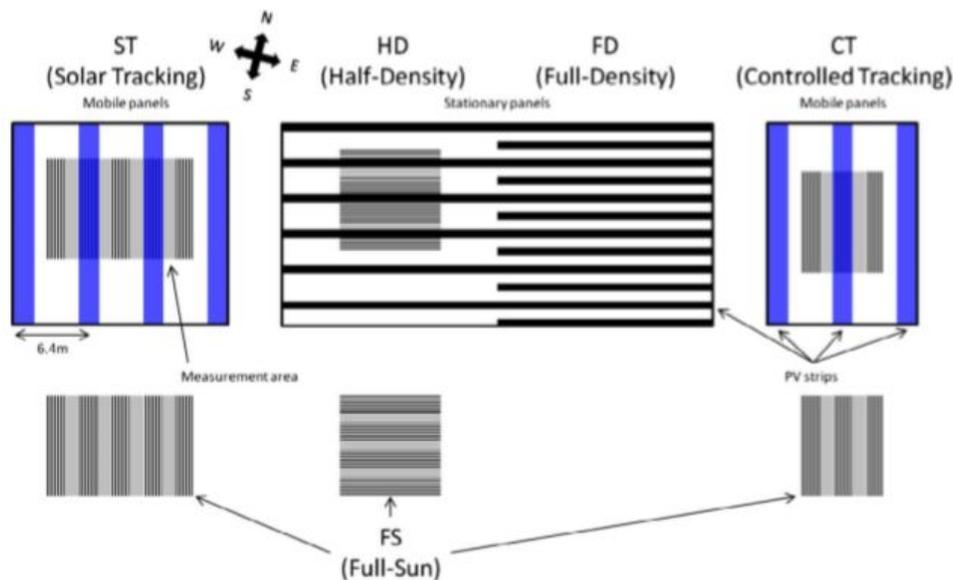 N
W
E
S
ST
(Solar Tracking)
Mobile panels
HD
(Half-Density)
FD
(Full-Density)
Stationary panels
CT
(Controlled Tracking)
Mobile panels
6.4m
Measurement area
PV strips
FS
(Full-Sun)